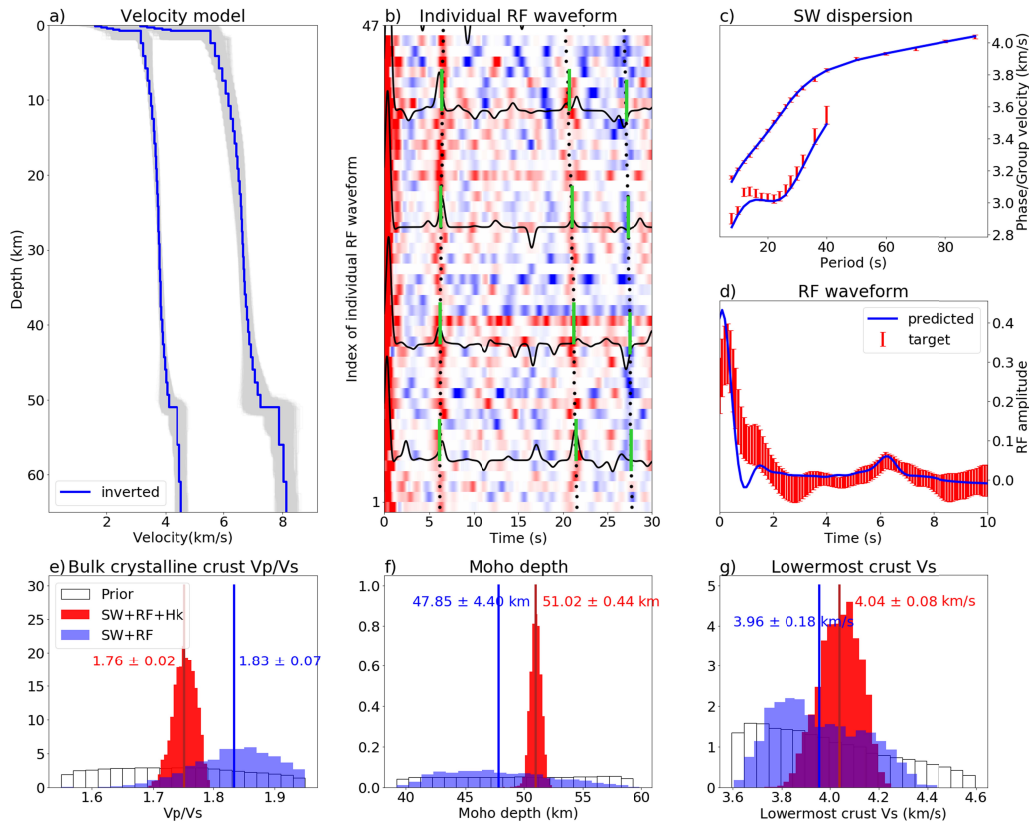 a) Velocity model
0
10
20
30
40
50
60
Depth (km)
inverted
2
4
6
8
Velocity(km/s)
b) Individual RF waveform
47
1
Index of individual RF waveform
0
5
10
15
20
25
30
Time (s)
c) SW dispersion
4.0
3.8
3.6
3.4
3.2
3.0
2.8
Phase/Group velocity (km/s)
20
40
60
80
Period (s)
d) RF waveform
predicted
target
0.4
0.3
0.2
0.1
0.0
RF amplitude
0
2
4
6
8
10
Time (s)
e) Bulk crystalline crust Vp/Vs
30
25
20
15
10
5
0
Prior
SW+RF+Hk
SW+RF
1.76 ± 0.02
1.83 ± 0.07
1.6
1.7
1.8
1.9
Vp/Vs
f) Moho depth
1.0
0.8
0.6
0.4
0.2
0.0
47.85 ± 4.40 km
51.02 ± 0.44 km
40
45
50
55
60
Moho depth (km)
g) Lowermost crust Vs
5
4
3
2
1
0
4.04 ± 0.08 km/s
3.96 ± 0.18 km/s
3.6
3.8
4.0
4.2
4.4
4.6
Lowermost crust Vs (km/s)